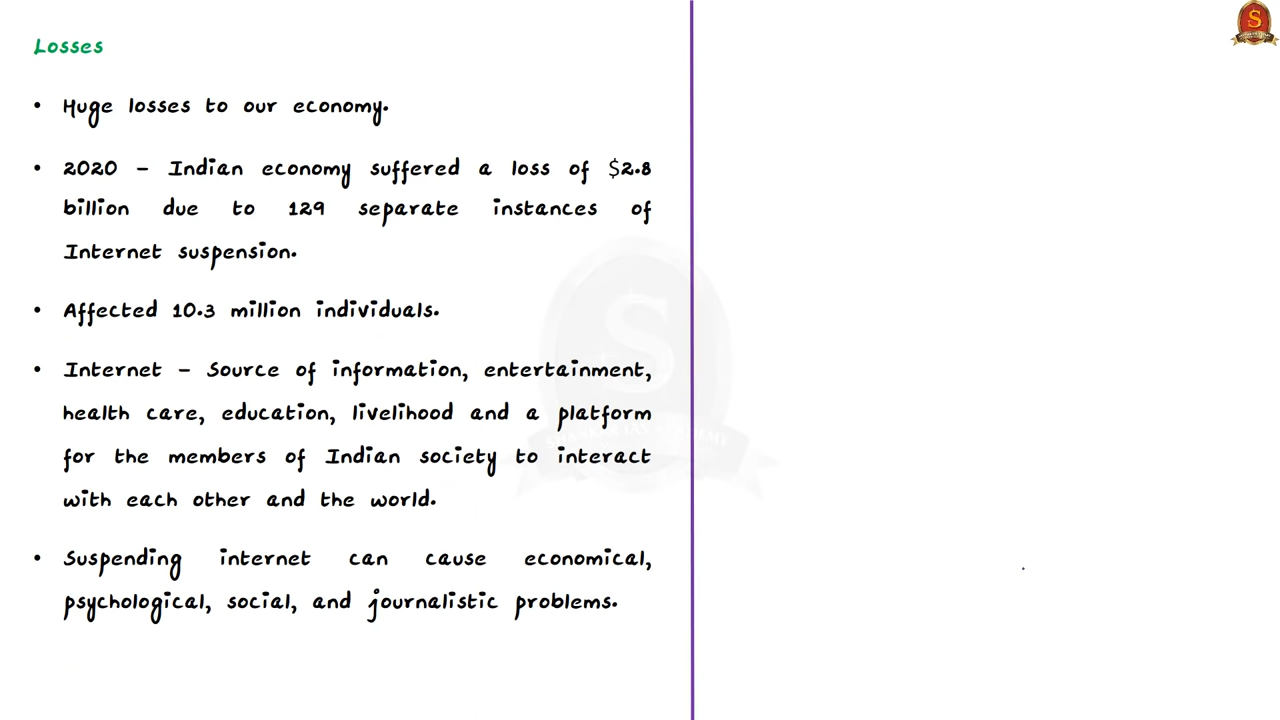 Losses
• Huge losses to our economy.
• 2020 – Indian economy suffered a loss of $2.8
billion due to 129 separate instances of
Internet suspension.
• Affected 10.3 million individuals.
• Internet – Source of information, entertainment,
health care, education, livelihood and a platform
for the members of Indian society to interact
with each other and the world.
• Suspending internet can cause economical,
psychological, social, and journalistic problems.
S
SHANKAR IAS ACADEMY